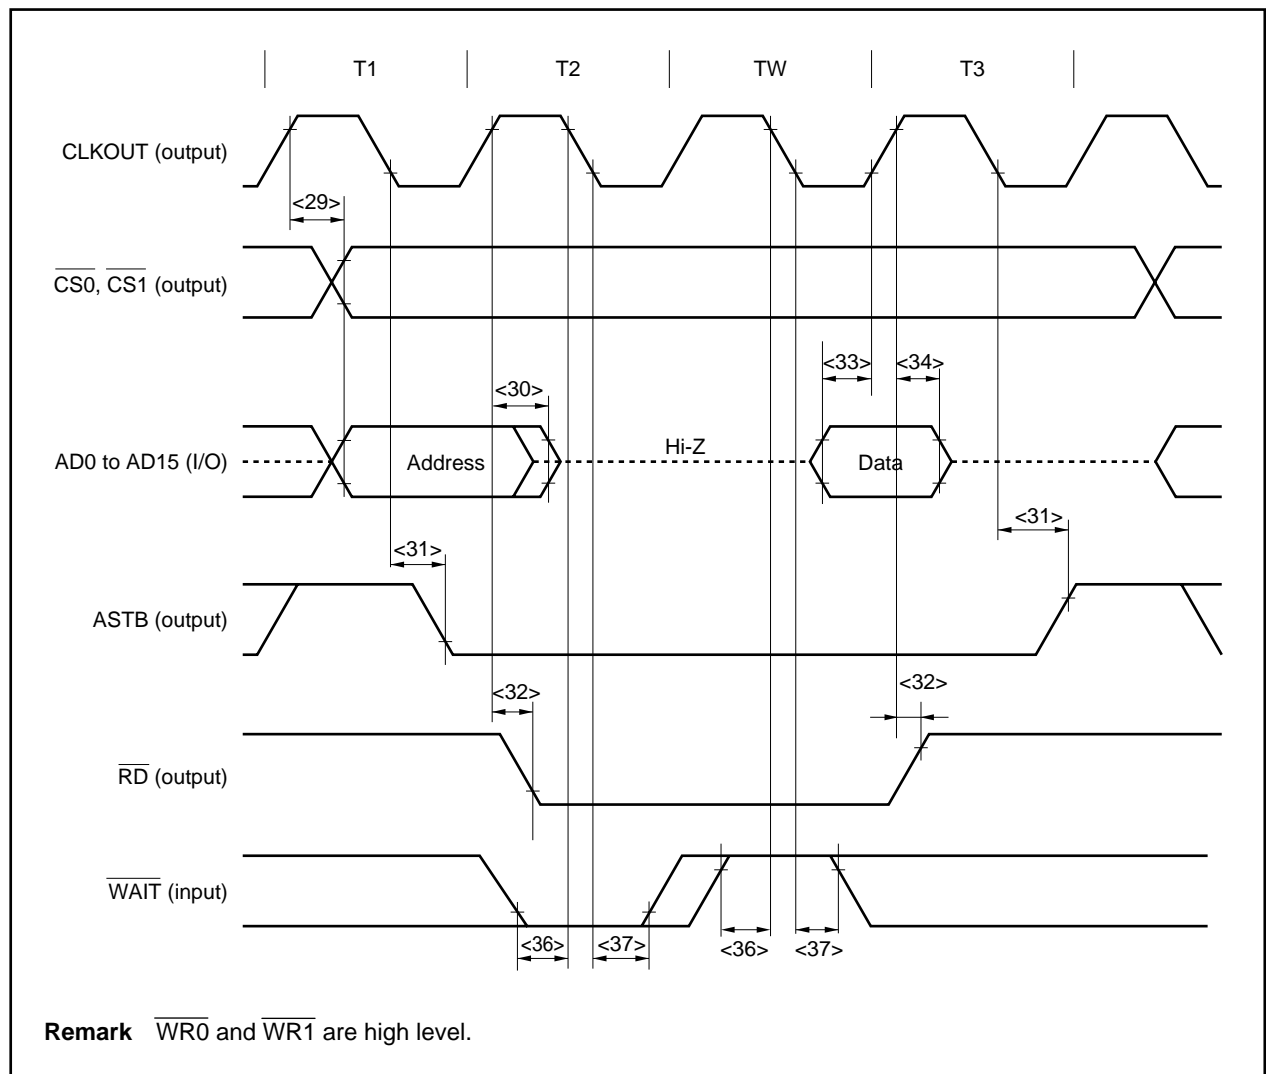 T1 T2 TW T3
CLKOUT (output)
<29>
CS0, CS1 (output)
<33> <34>
<30>
AD0 to AD15 (I/O) Address Hi-Z Data
<31>
<31>
ASTB (output)
<32>
<32>
RD (output)
WAIT (input)
<36> <37> <36> <37>
Remark WR0 and WR1 are high level.